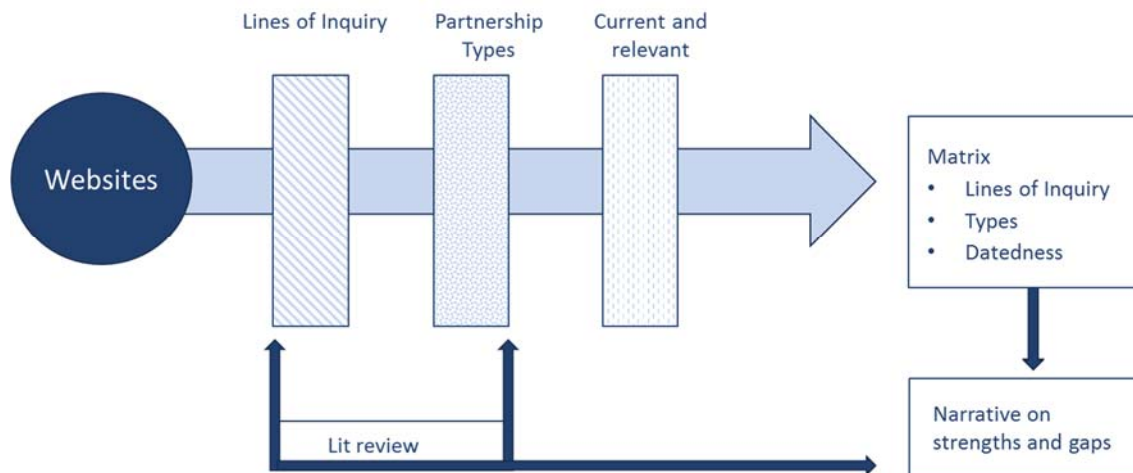 Lines of Inquiry
Partnership
Types
Current and
relevant
Websites
Matrix
• Lines of Inquiry
• Types
• Datedness
Lit review
Narrative on
strengths and gaps